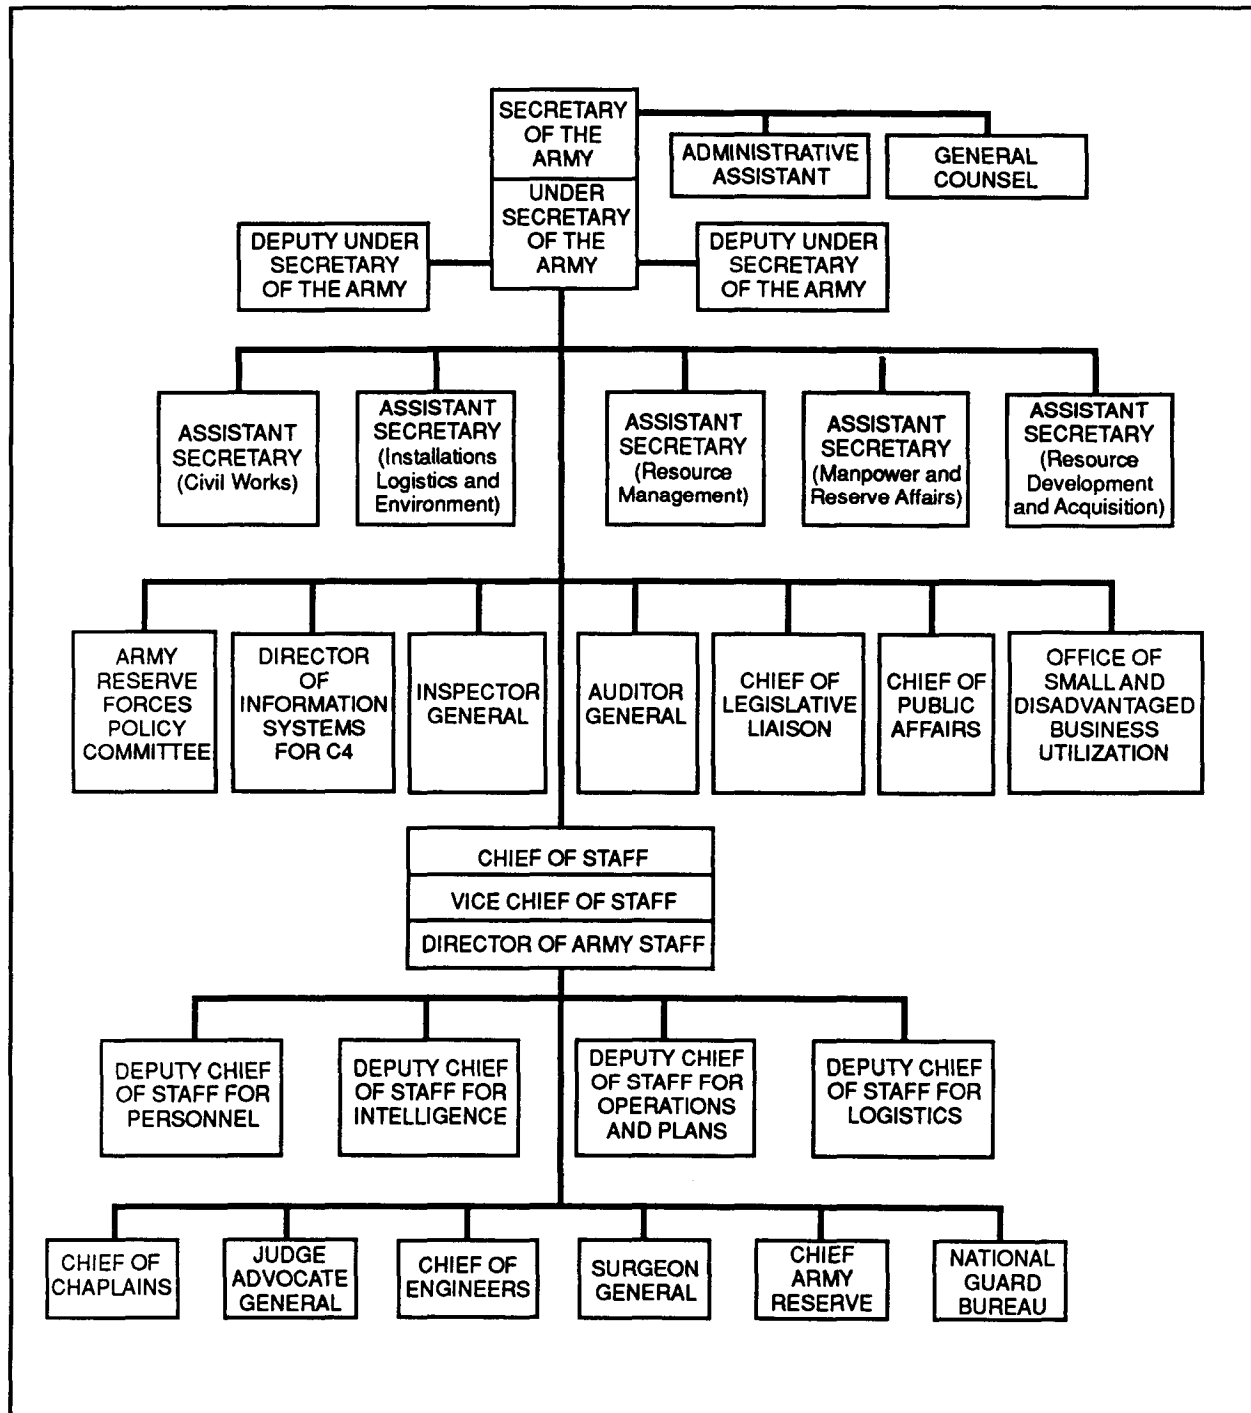 SECRETARY
OF THE
ARMY
ADMINISTRATIVE
ASSISTANT
GENERAL
COUNSEL
UNDER
SECRETARY
OF THE
ARMY
DEPUTY UNDER
SECRETARY
OF THE ARMY
DEPUTY UNDER
SECRETARY
OF THE ARMY
ASSISTANT
SECRETARY
(Civil Works)
ASSISTANT
SECRETARY
(Installations
Logistics and
Environment)
ASSISTANT
SECRETARY
(Resource
Management)
ASSISTANT
SECRETARY
(Manpower and
Reserve Affairs)
ASSISTANT
SECRETARY
(Resource
Development
and Acquisition)
ARMY
RESERVE
FORCES
POLICY
COMMITTEE
DIRECTOR
OF
INFORMATION
SYSTEMS
FOR C4
INSPECTOR
GENERAL
AUDITOR
GENERAL
CHIEF OF
LEGISLATIVE
LIAISON
CHIEF OF
PUBLIC
AFFAIRS
OFFICE OF
SMALL AND
DISADVANTAGED
BUSINESS
UTILIZATION
CHIEF OF STAFF
VICE CHIEF OF STAFF
DIRECTOR OF ARMY STAFF
DEPUTY CHIEF
OF STAFF FOR
PERSONNEL
DEPUTY CHIEF
OF STAFF FOR
INTELLIGENCE
DEPUTY CHIEF
OF STAFF FOR
OPERATIONS
AND PLANS
DEPUTY CHIEF
OF STAFF FOR
LOGISTICS
CHIEF OF
CHAPLAINS
JUDGE
ADVOCATE
GENERAL
CHIEF OF
ENGINEERS
SURGEON
GENERAL
CHIEF
ARMY
RESERVE
NATIONAL
GUARD
BUREAU